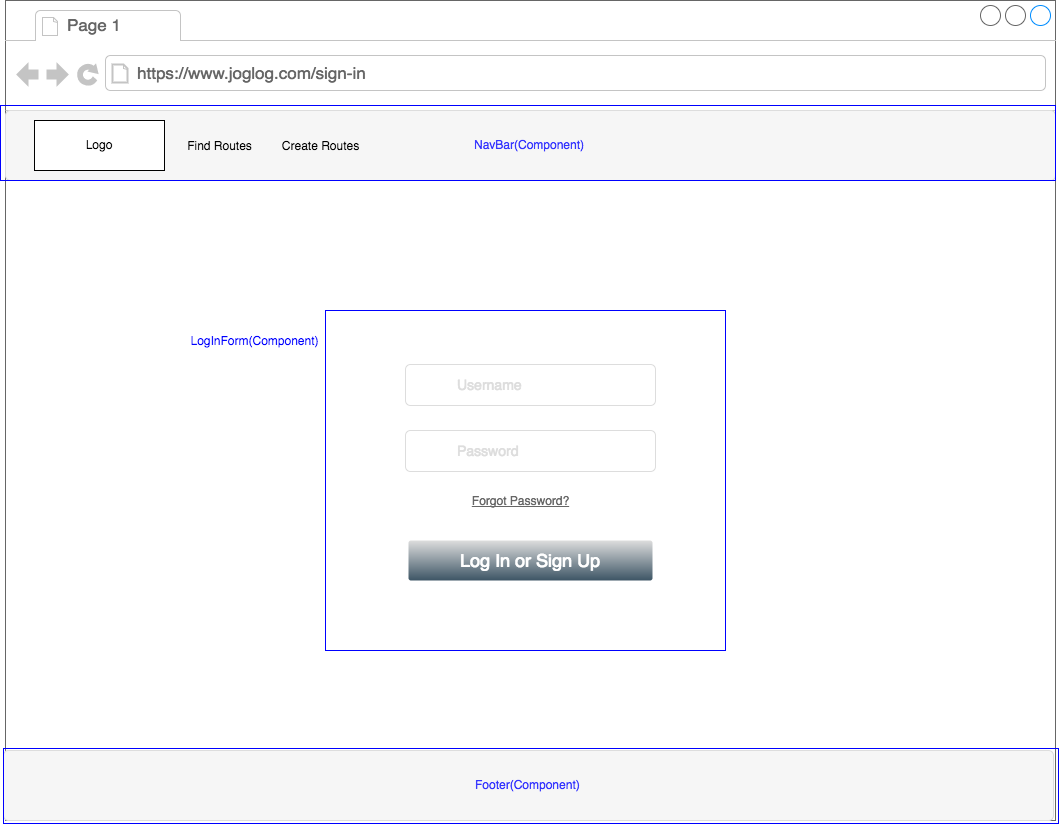 Page 1
https://www.joglog.com/sign-in
Logo
Find Routes
Create Routes
NavBar(Component)
LogInForm(Component)
Username
Password
Forgot Password?
Log In or Sign Up
Footer(Component)